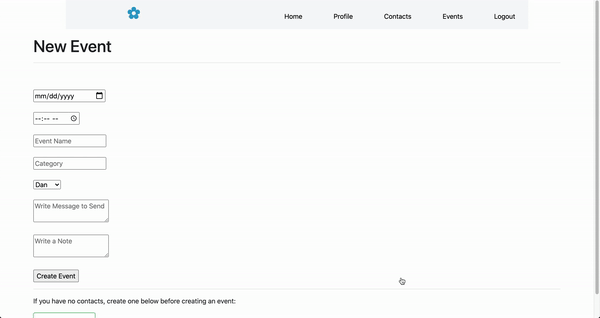 Home Profile Contacts Events Logout
New Event
mm/dd/yyyy
--:-- --
Event Name
Category
Dan
Write Message to Send
Write a Note
Create Event
If you have no contacts, create one below before creating an event: